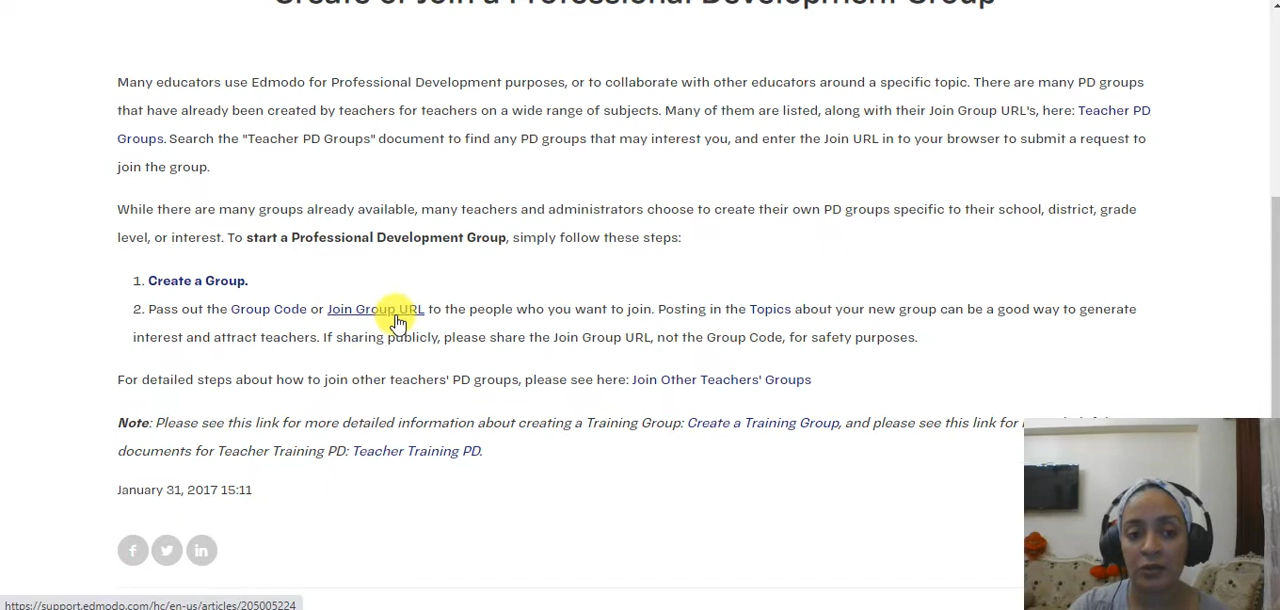 Create or Join a Professional Development Group
Many educators use Edmodo for Professional Development purposes, or to collaborate with other educators around a specific topic. There are many PD groups
that have already been created by teachers for teachers on a wide range of subjects. Many of them are listed, along with their Join Group URL's, here: Teacher PD
Groups. Search the "Teacher PD Groups" document to find any PD groups that may interest you, and enter the Join URL in to your browser to submit a request to
join the group.
While there are many groups already available, many teachers and administrators choose to create their own PD groups specific to their school, district, grade
level, or interest. To start a Professional Development Group, simply follow these steps:
1. Create a Group.
2. Pass out the Group Code or Join Group URL to the people who you want to join. Posting in the Topics about your new group can be a good way to generate
interest and attract teachers. If sharing publicly, please share the Join Group URL, not the Group Code, for safety purposes.
For detailed steps about how to join other teachers' PD groups, please see here: Join Other Teachers' Groups
Note: Please see this link for more detailed information about creating a Training Group: Create a Training Group, and please see this link for
documents for Teacher Training PD: Teacher Training PD.
January 31, 2017 15:11
f
in
https://support.edmodo.com/hc/en-us/articles/205005224